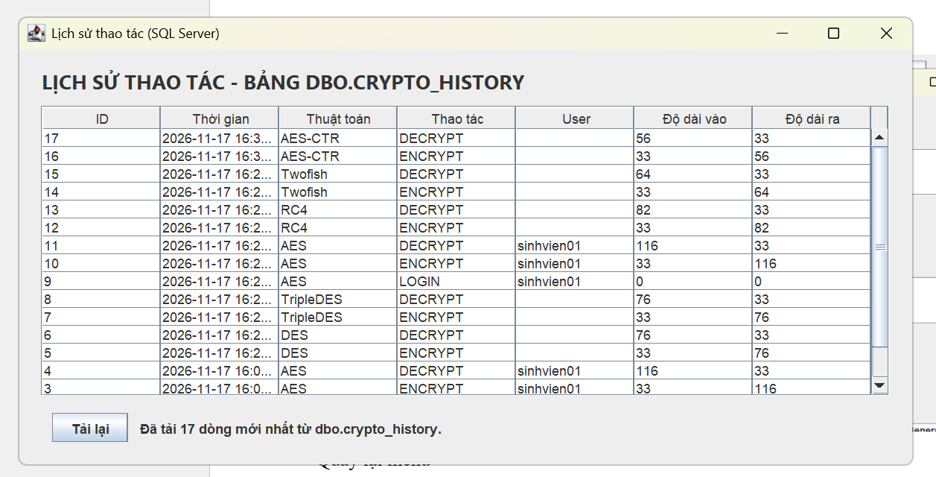 Lịch sử thao tác (SQL Server)
LỊCH SỬ THAO TÁC - BẢNG DBO.CRYPTO_HISTORY
ID Thời gian Thuật toán Thao tác User Độ dài vào Độ dài ra
17 2026-11-17 16:3... AES-CTR DECRYPT 56 33
16 2026-11-17 16:3... AES-CTR ENCRYPT 33 56
15 2026-11-17 16:2... Twofish DECRYPT 64 33
14 2026-11-17 16:2... Twofish ENCRYPT 33 64
13 2026-11-17 16:2... RC4 DECRYPT 82 33
12 2026-11-17 16:2... RC4 ENCRYPT 33 82
11 2026-11-17 16:2... AES DECRYPT sinhvien01 116 33
10 2026-11-17 16:2... AES ENCRYPT sinhvien01 33 116
9 2026-11-17 16:2... AES LOGIN sinhvien01 0 0
8 2026-11-17 16:2... TripleDES DECRYPT 76 33
7 2026-11-17 16:2... TripleDES ENCRYPT 33 76
6 2026-11-17 16:2... DES DECRYPT 76 33
5 2026-11-17 16:2... DES ENCRYPT 33 76
4 2026-11-17 16:0... AES DECRYPT sinhvien01 116 33
3 2026-11-17 16:0... AES ENCRYPT sinhvien01 33 116
Tải lại Đã tải 17 dòng mới nhất từ dbo.crypto_history.